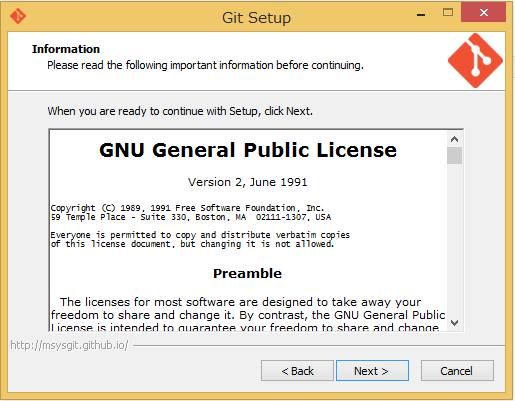 Git Setup
Information
Please read the following important information before continuing.
When you are ready to continue with Setup, click Next.
GNU General Public License
Version 2, June 1991
Copyright (C) 1989, 1991 Free Software Foundation, Inc.
59 Temple Place - Suite 330, Boston, MA  02111-1307, USA
Everyone is permitted to copy and distribute verbatim copies
of this license document, but changing it is not allowed.
Preamble
The licenses for most software are designed to take away your
freedom to share and change it. By contrast, the GNU General Public
License is intended to guarantee your freedom to share and change
http://msysgit.github.io/
< Back
Next >
Cancel